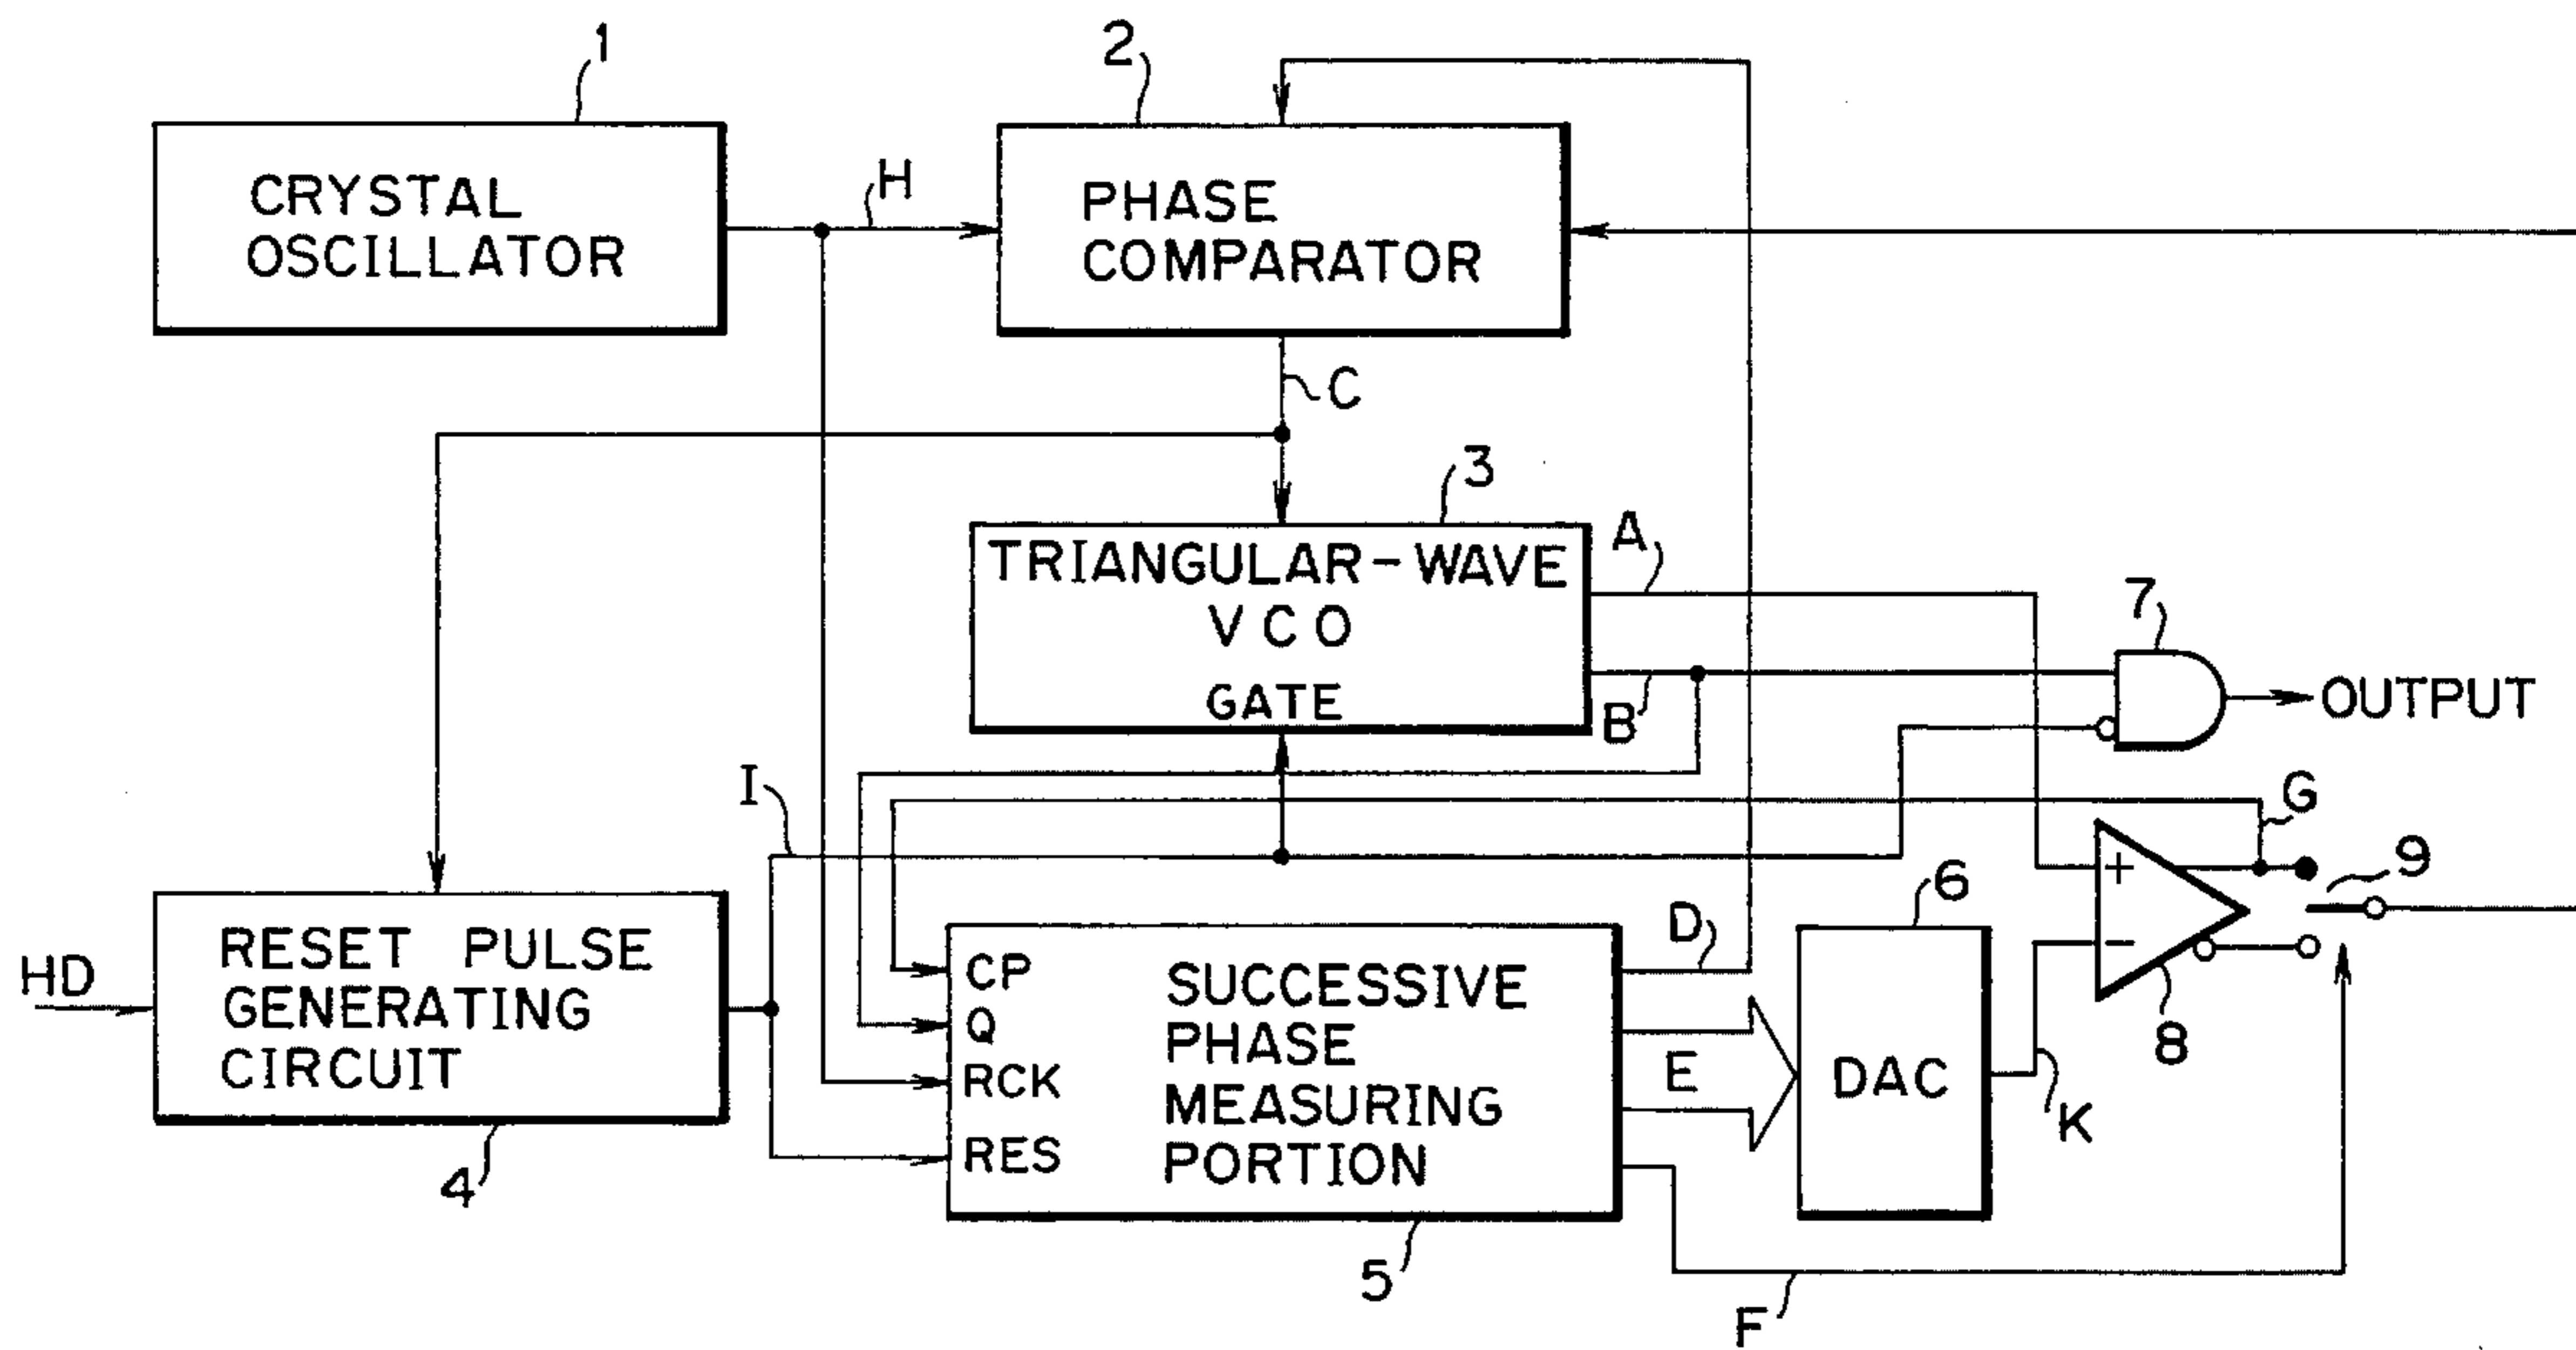 1
2
CRYSTAL
OSCILLATOR
H
PHASE
COMPARATOR
C
3
TRIANGULAR-WAVE
VCO
GATE
A
B
7
OUTPUT
I
G
HD
RESET PULSE
GENERATING
CIRCUIT
4
CP
Q
RCK
RES
SUCCESSIVE
PHASE
MEASURING
PORTION
5
D
E
F
6
DAC
K
+
−
8
9